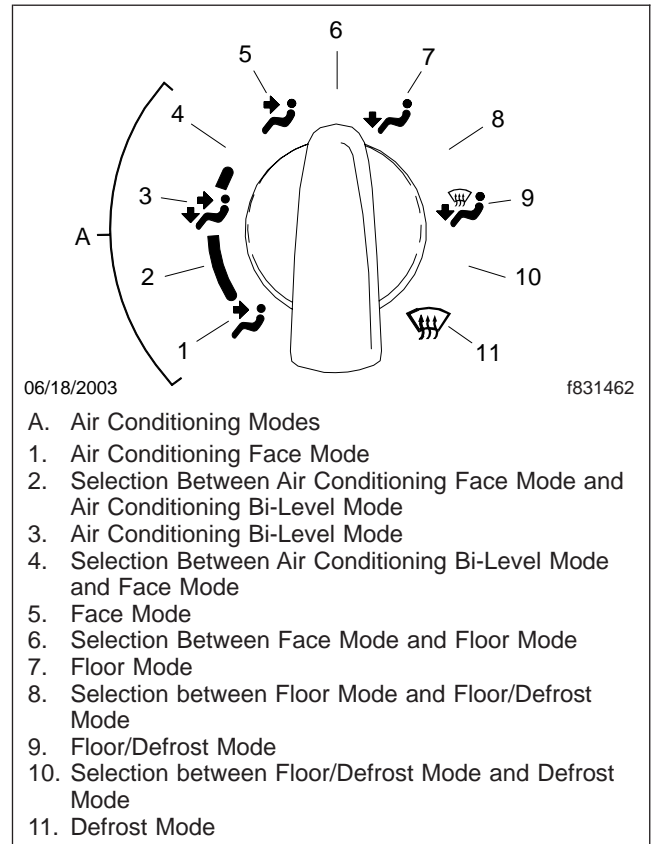 6
5
7
4
8
3
9
A
2
10
1
11
06/18/2003
f831462
A. Air Conditioning Modes
1. Air Conditioning Face Mode
2. Selection Between Air Conditioning Face Mode and
Air Conditioning Bi-Level Mode
3. Air Conditioning Bi-Level Mode
4. Selection Between Air Conditioning Bi-Level Mode
and Face Mode
5. Face Mode
6. Selection Between Face Mode and Floor Mode
7. Floor Mode
8. Selection between Floor Mode and Floor/Defrost
Mode
9. Floor/Defrost Mode
10. Selection between Floor/Defrost Mode and Defrost
Mode
11. Defrost Mode